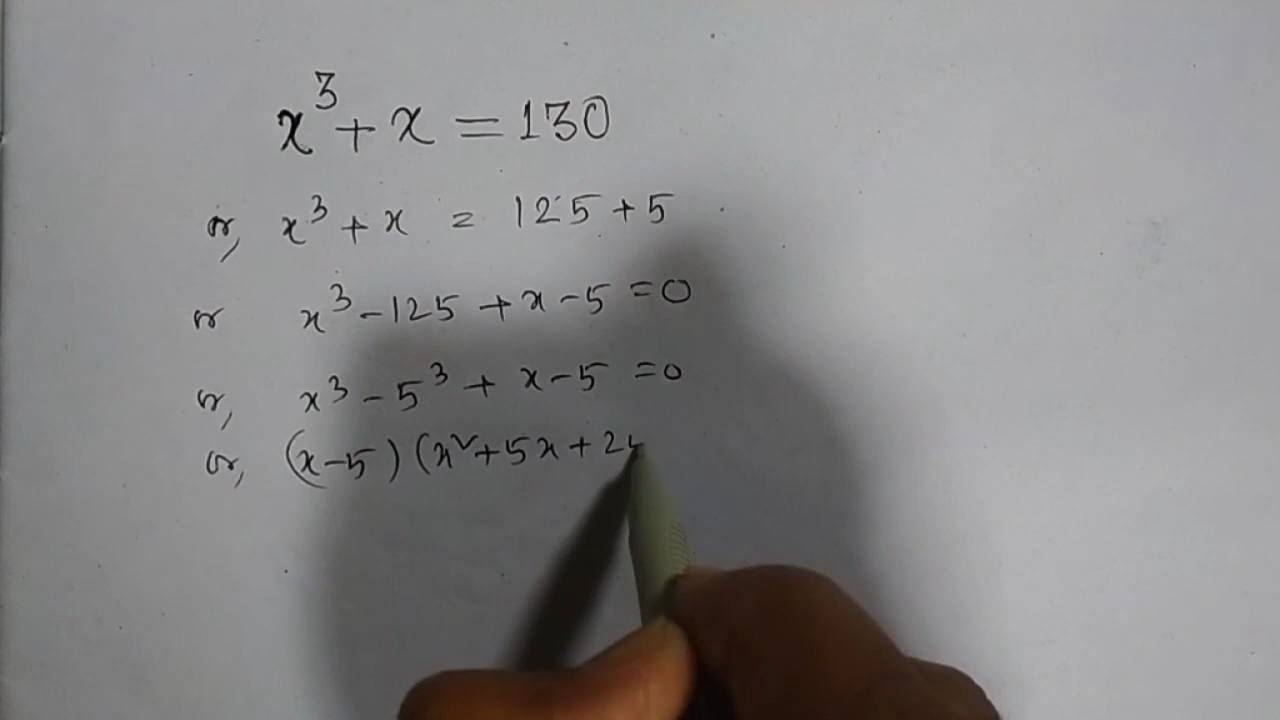 x³ + x = 130
or, x³ + x = 125 + 5
or x³ - 125 + x - 5 = 0
or, x³ - 5³ + x - 5 = 0
or, (x - 5) (x² + 5x + 2